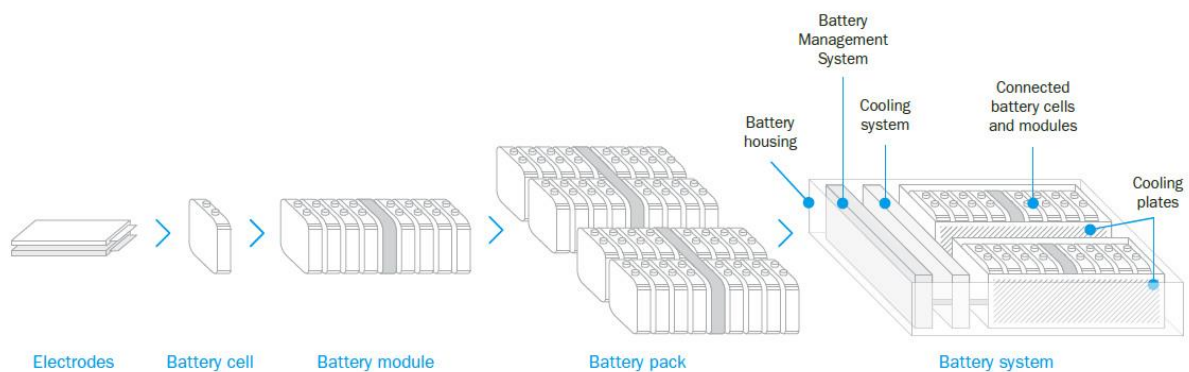 Battery
Management
System
Cooling
system
Connected
battery cells
and modules
Battery
housing
Cooling
plates
Electrodes
Battery cell
Battery module
Battery pack
Battery system